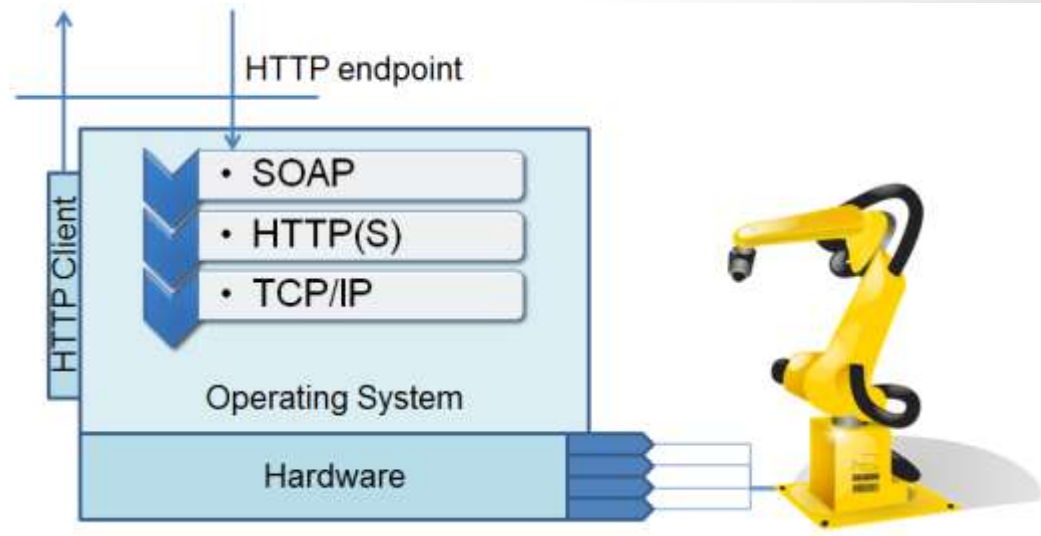 HTTP endpoint
• SOAP
• HTTP(S)
• TCP/IP
HTTP Client
Operating System
Hardware